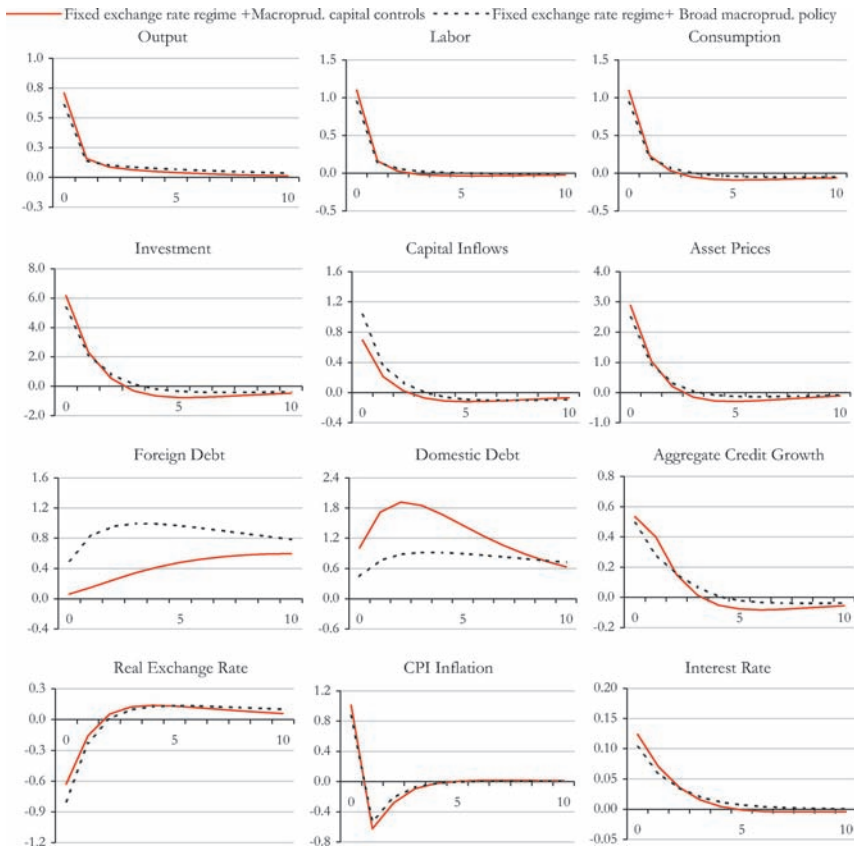 Fixed exchange rate regime +Macroprud. capital controls Fixed exchange rate regime+ Broad macroprud. policy
Output Labor Consumption
1.0 1.5 1.5
0.8 1.0 1.0
0.5 0.5 0.5
0.3
0.0 0.0 0.0
0 5 10 0 5 10 0 5 10
-0.3 -0.5 -0.5
Investment Capital Inflows Asset Prices
8.0 1.6 4.0
6.0 1.2 3.0
4.0 0.8 2.0
2.0 0.4 1.0
0.0 0.0 0.0
0 5 10 0 5 10 0 5 10
-2.0 -0.4 -1.0
Foreign Debt Domestic Debt Aggregate Credit Growth
1.6 2.4 0.8
1.2 1.8 0.6
0.8 1.2 0.4
0.4 0.6 0.2
0.0 0.0 0.0
0 5 10 0 5 10 0 5 10
-0.4 -0.6 -0.2
Real Exchange Rate CPI Inflation Interest Rate
0.3 1.2 0.20
0.0 0.8 0.15
-0.3 0.4 0.10
-0.6 0.0 0.05
-0.9 -0.4 0.00
0 5 10 0 5 10 0 5 10
-1.2 -0.8 -0.05